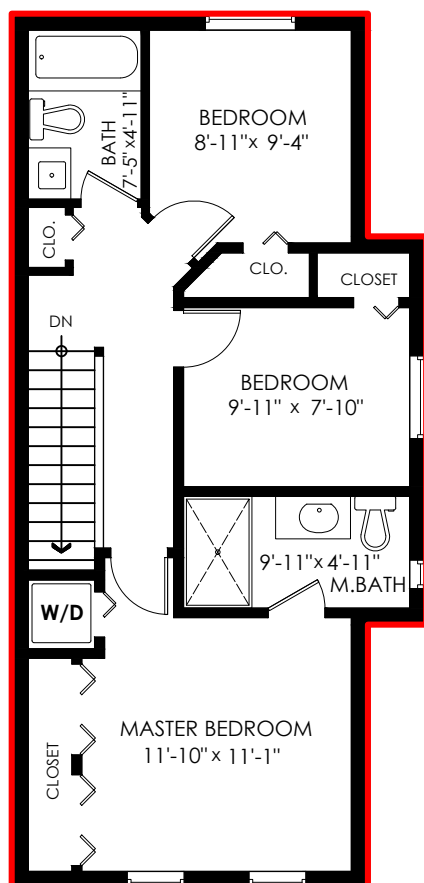 BEDROOM
8'-11"x 9'-4"
BATH
7'-5"x4'-11"
CLO.
CLO.
CLOSET
DN
BEDROOM
9'-11" x 7'-10"
9'-11"x 4'-11"
M.BATH
W/D
MASTER BEDROOM
11'-10"x 11'-1"
CLOSET